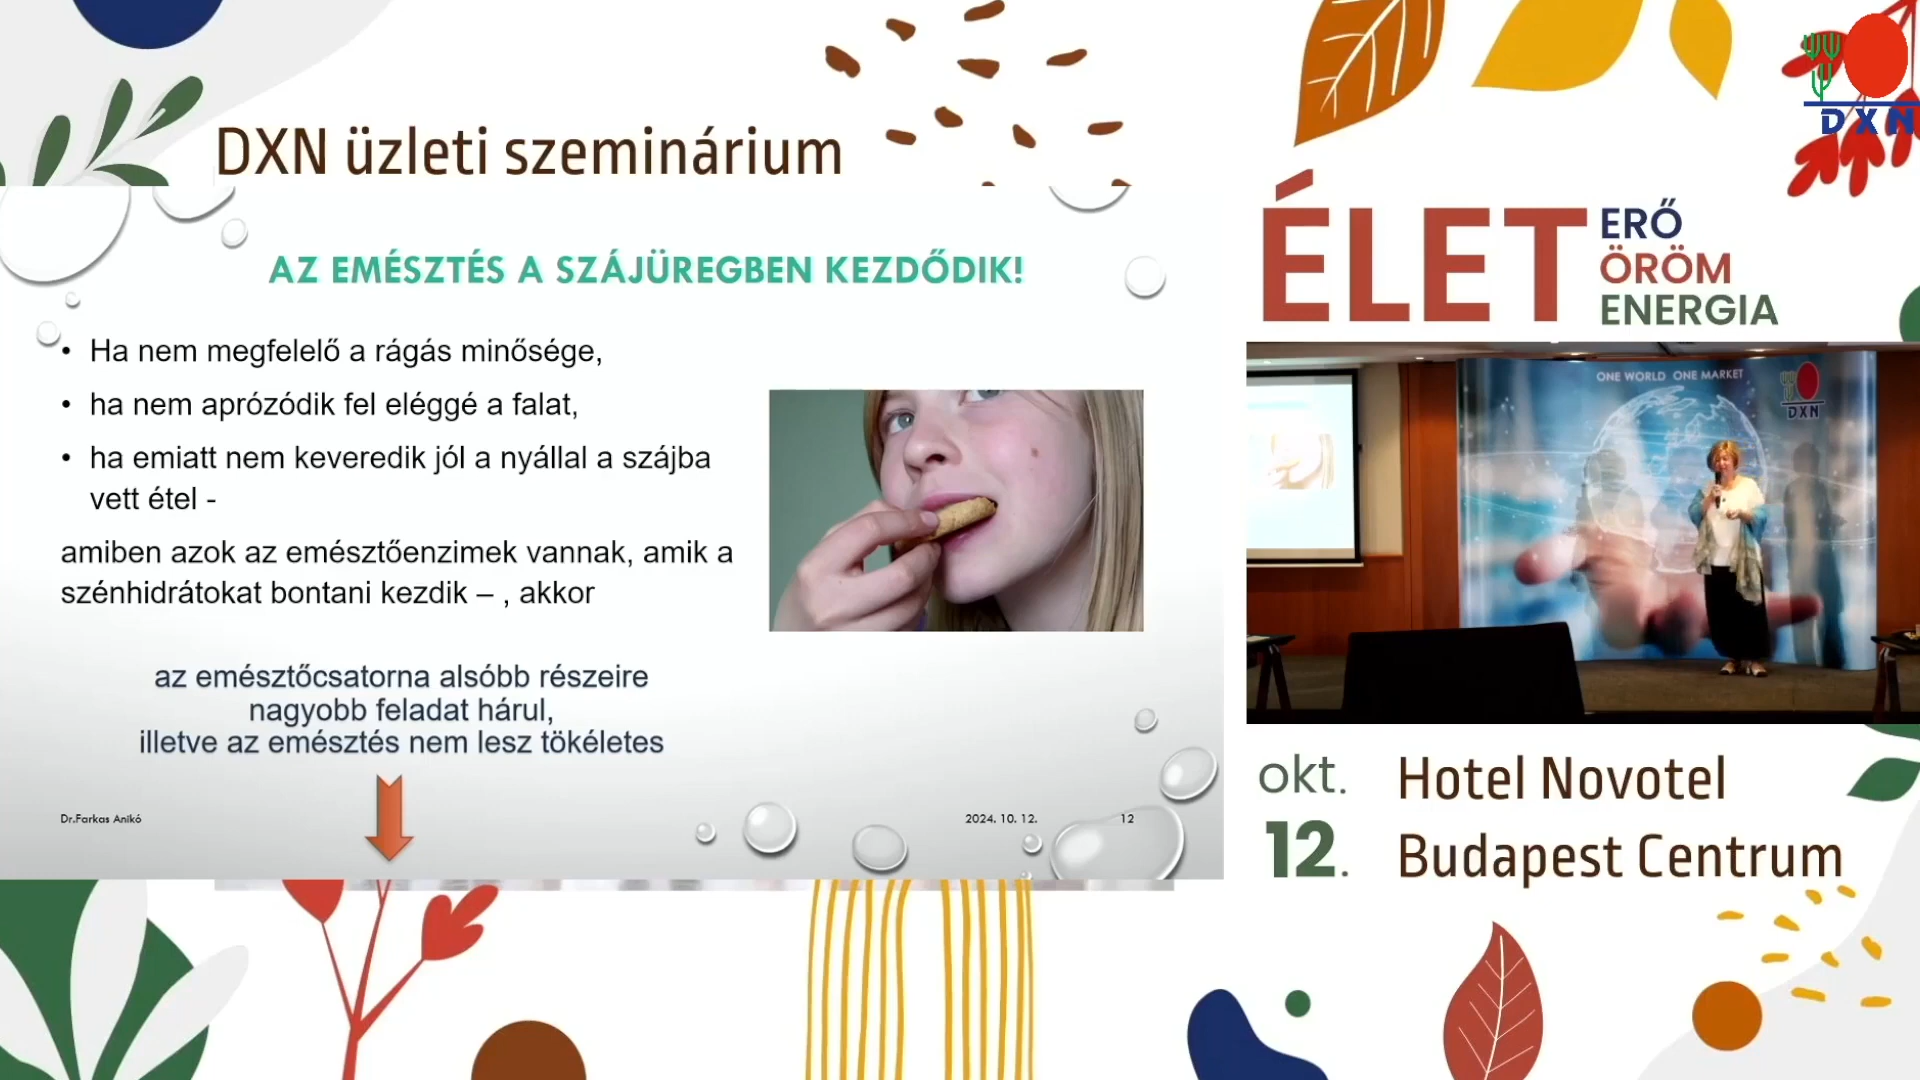 DXN üzleti szeminárium
DXN
ÉLET
ERŐ
ÖRÖM
ENERGIA
AZ EMÉSZTÉS A SZÁJÜREGBEN KEZDŐDIK!
• Ha nem megfelelő a rágás minősége,
• ha nem aprózódik fel eléggé a falat,
• ha emiatt nem keveredik jól a nyállal a szájba
vett étel -
amiben azok az emésztőenzimek vannak, amik a
szénhidrátokat bontani kezdik – , akkor
az emésztőcsatorna alsóbb részeire
nagyobb feladat hárul,
illetve az emésztés nem lesz tökéletes
Dr.Farkas Anikó
2024. 10. 12.
12
ONE WORLD ONE MARKET
DXN
okt.
12.
Hotel Novotel
Budapest Centrum